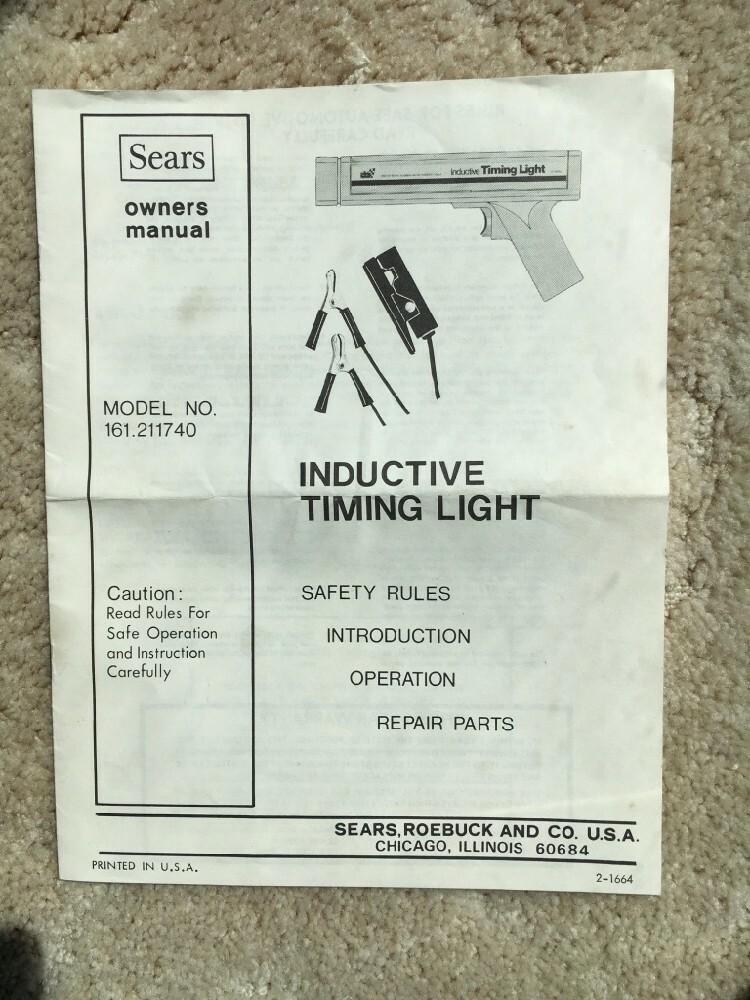 Sears
owners
manual
inductive Timing Light
MODEL NO.
161.211740
INDUCTIVE
TIMING LIGHT
Caution:
Read Rules For
Safe Operation
and Instruction
Carefully
SAFETY RULES
INTRODUCTION
OPERATION
REPAIR PARTS
SEARS, ROEBUCK AND CO. U.S.A.
CHICAGO, ILLINOIS 60684
PRINTED IN U.S.A.
2-1664